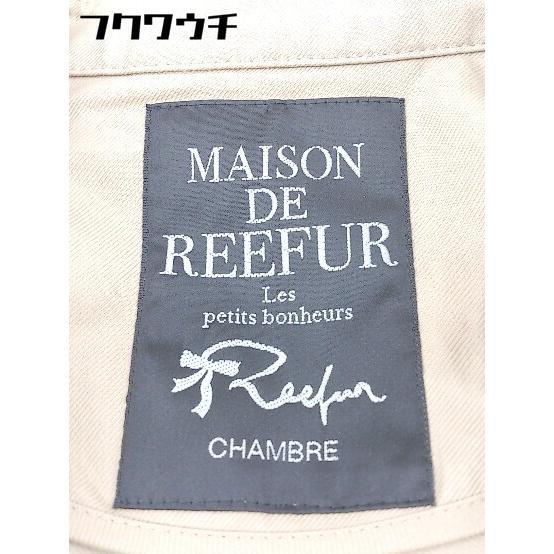 フクワウチ
MAISON
DE
REEFUR
Les
petits bonheurs
Reefur
CHAMBRE